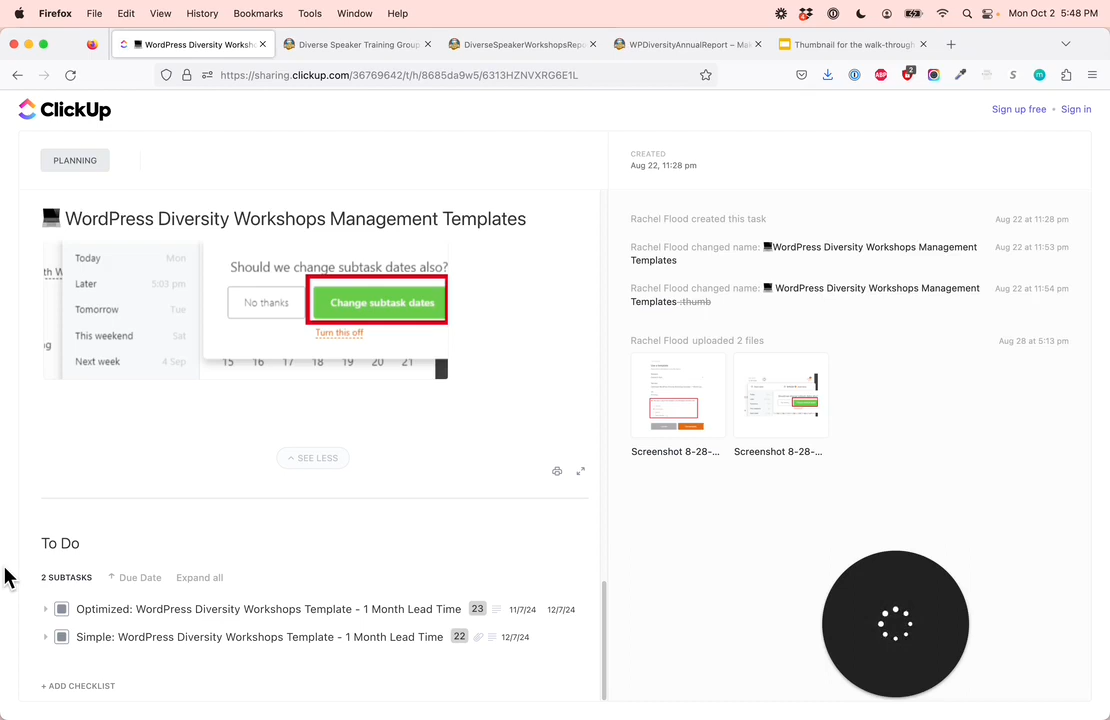 Firefox File Edit View History Bookmarks Tools Window Help Mon Oct 2 5:48 PM
WordPress Diversity Worksho
Diverse Speaker Training Group
DiverseSpeakerWorkshopsRepo
WPDiversityAnnualReport – Mak
Thumbnail for the walk-through
https://sharing.clickup.com/36769642/t/h/8685da9w5/6313HZNVXRG6E1L
ABP
2
ClickUp
Sign up free • Sign in
PLANNING
CREATED
Aug 22, 11:28 pm
WordPress Diversity Workshops Management Templates
Today Mon
Later 5:03 pm
Tomorrow Tue
This weekend Sat
Next week 4 Sep
Should we change subtask dates also?
No thanks Change subtask dates
Turn this off
15 16 17 18 19 20 21
SEE LESS
Rachel Flood created this task Aug 22 at 11:28 pm
Rachel Flood changed name: WordPress Diversity Workshops Management Aug 22 at 11:53 pm
Templates
Rachel Flood changed name: WordPress Diversity Workshops Management Aug 22 at 11:54 pm
Templates :thumb
Rachel Flood uploaded 2 files Aug 28 at 5:13 pm
Screenshot 8-28-...
Screenshot 8-28-...
To Do
2 SUBTASKS Due Date Expand all
Optimized: WordPress Diversity Workshops Template - 1 Month Lead Time 23 11/7/24 12/7/24
Simple: WordPress Diversity Workshops Template - 1 Month Lead Time 22 12/7/24
+ ADD CHECKLIST